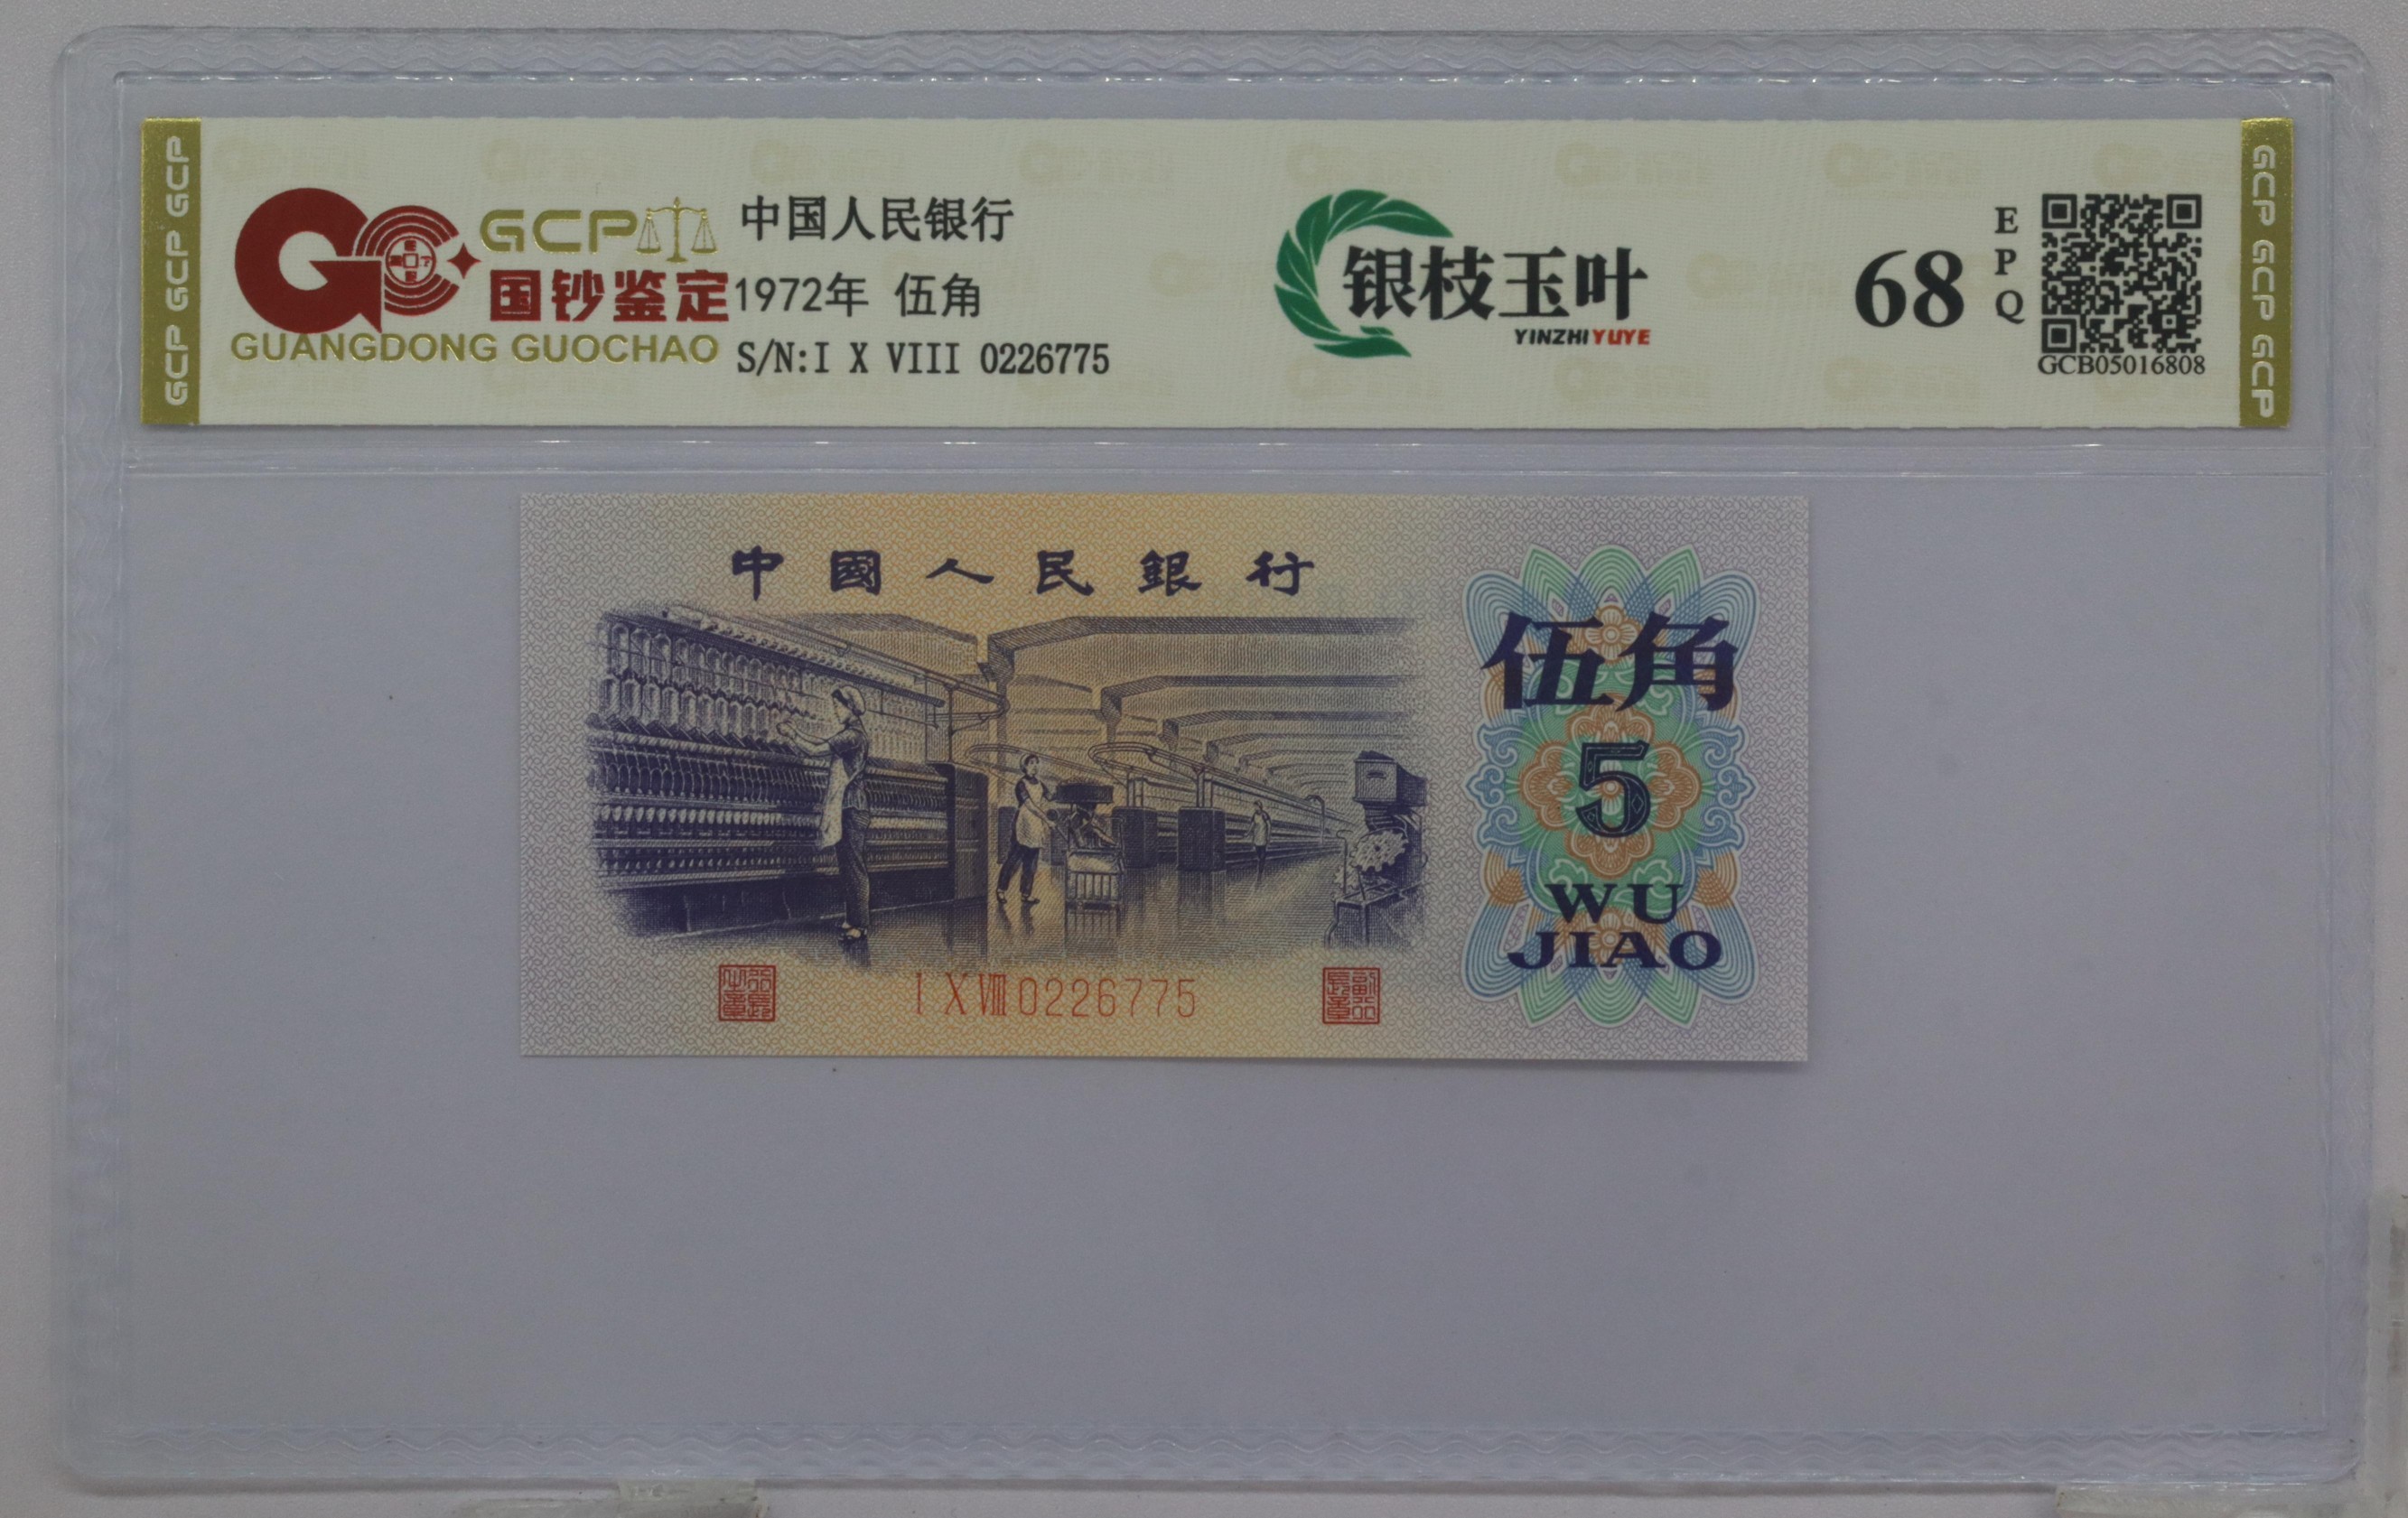 GCP GCP GCP
GCP
国钞鉴定
GUANGDONG GUOCHAO
中国人民银行
1972年 伍角
S/N:I X VIII 0226775
银枝玉叶
YINZHIYUYE
68
EPQ
GCB05016808
GCP GCP GCP
中國人民銀行
伍角
5
WU
JIAO
I X VIII 0226775